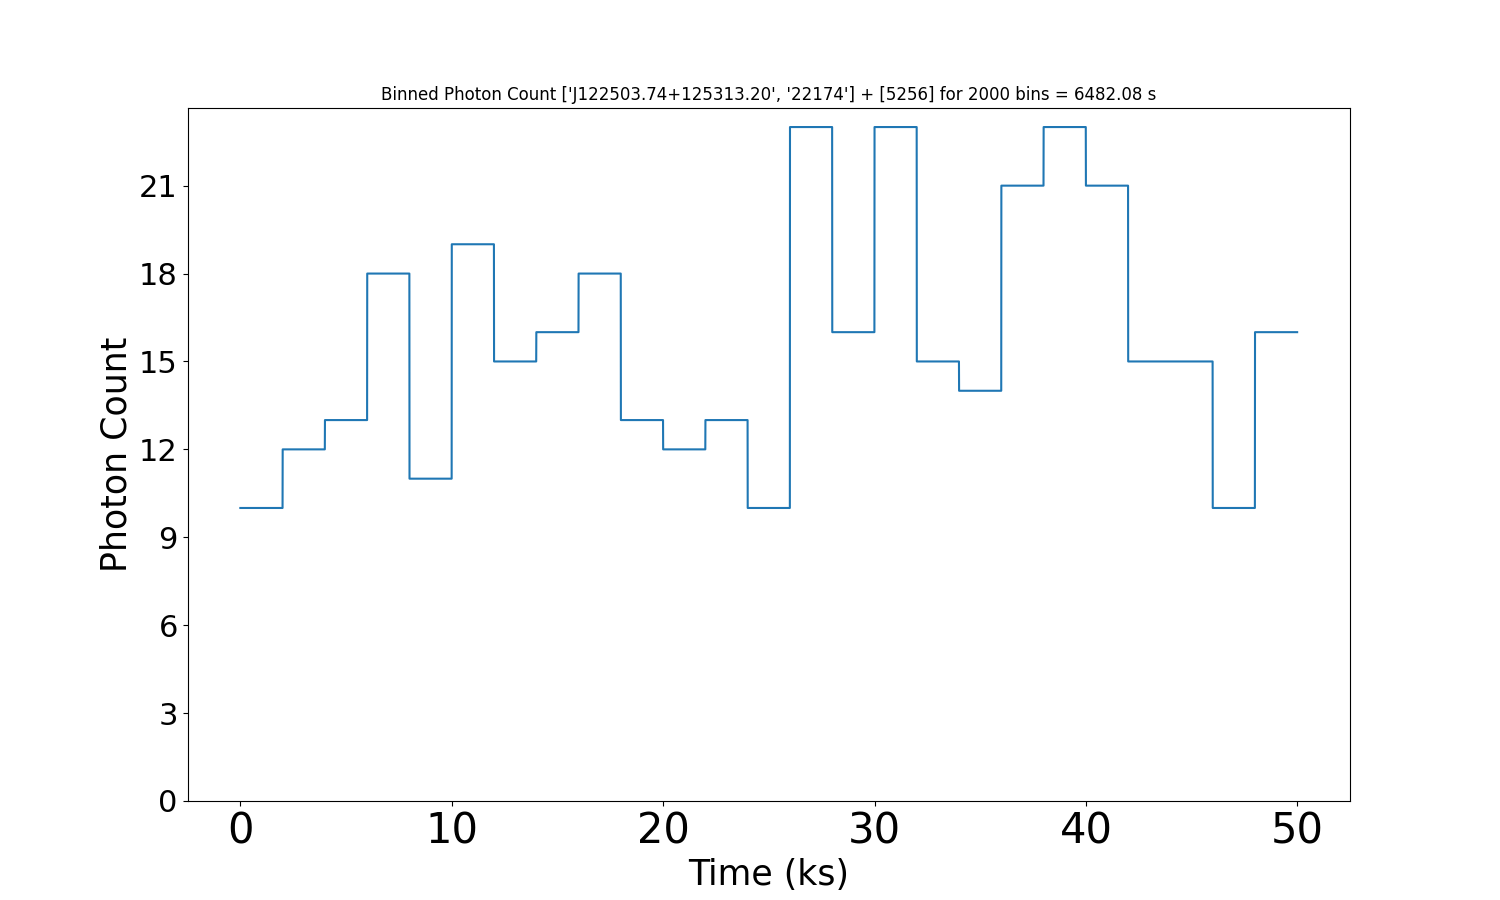 Binned Photon Count ['J122503.74+125313.20', '22174'] + [5256] for 2000 bins = 6482.08 s
Photon Count
21
18
15
12
9
6
3
0
0 10 20 30 40 50
Time (ks)